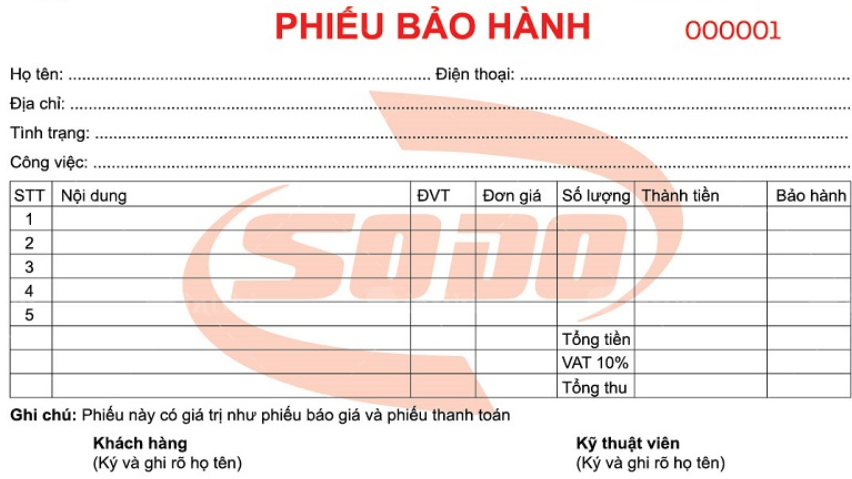 PHIẾU BẢO HÀNH 000001
Họ tên: ........................ Điện thoại: ........................
Địa chỉ: ........................
Tình trạng: ........................
Công việc: ........................
STT Nội dung ĐVT Đơn giá Số lượng Thành tiền Bảo hành
1
2
3
4
5
Tổng tiền
VAT 10%
Tổng thu
SODO
Ghi chú: Phiếu này có giá trị như phiếu báo giá và phiếu thanh toán
Khách hàng Kỹ thuật viên
(Ký và ghi rõ họ tên) (Ký và ghi rõ họ tên)